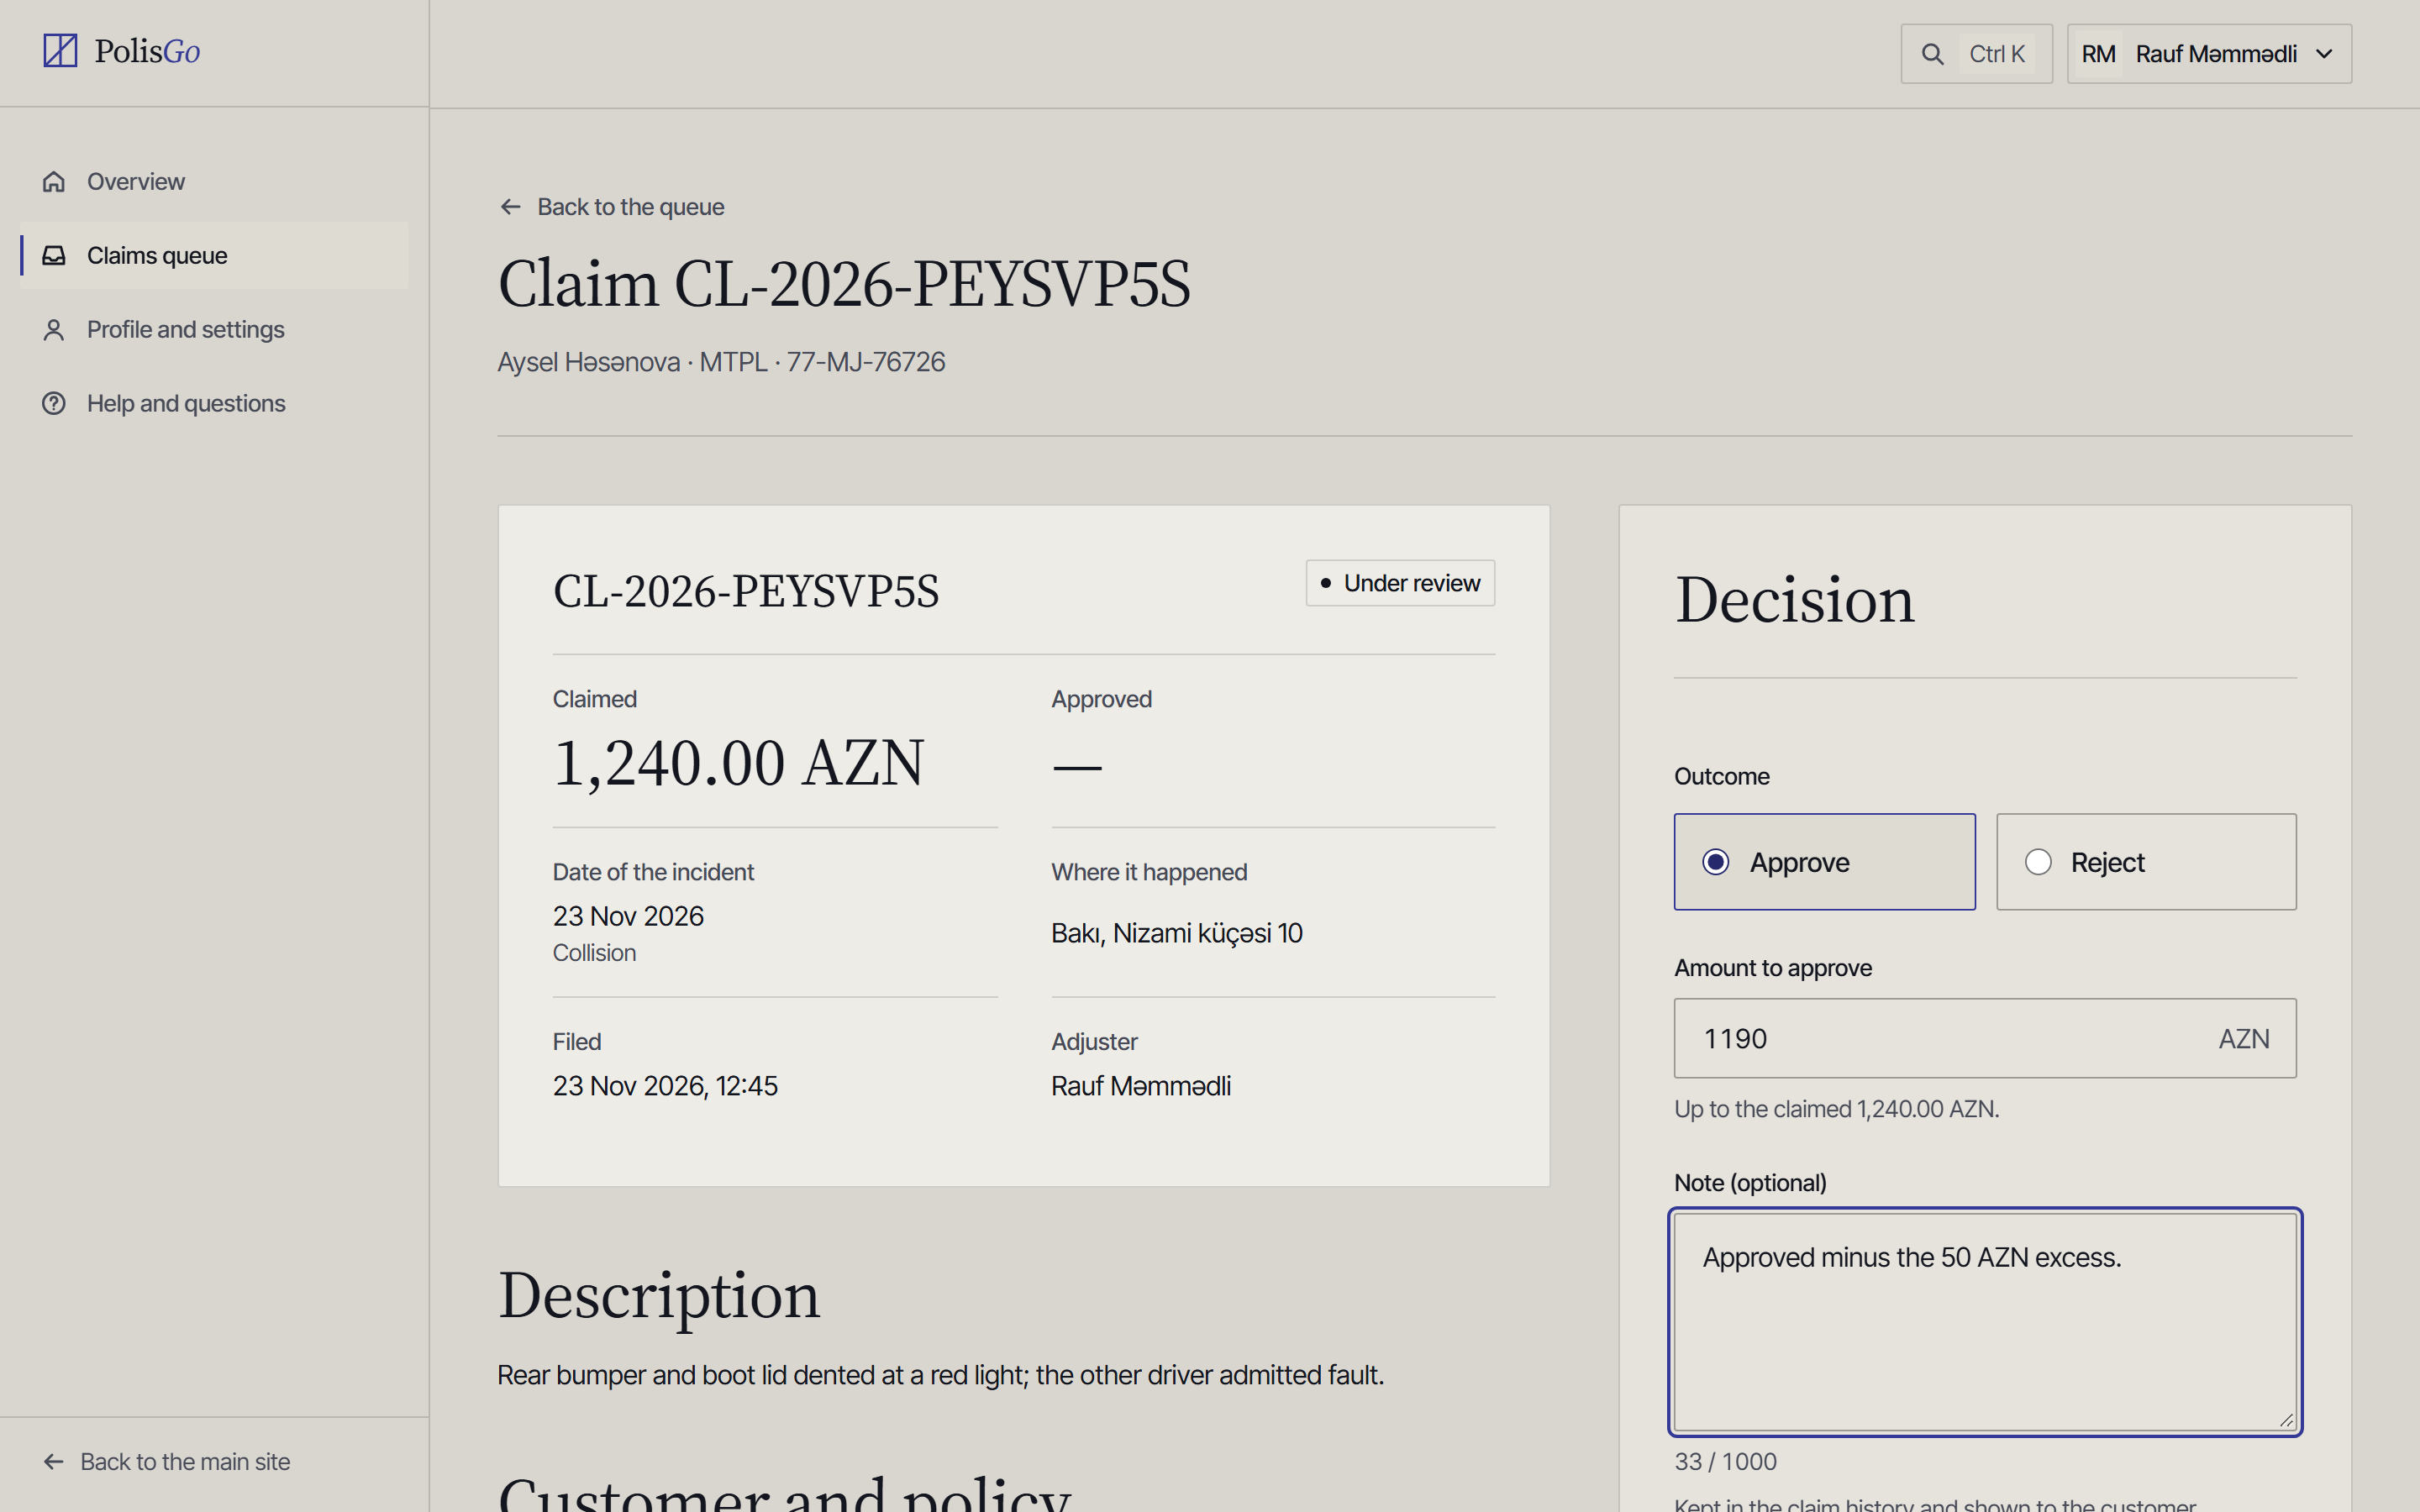 PolisGo
Ctrl K
RM Rauf Məmmədli
Overview
Claims queue
Profile and settings
Help and questions
Back to the main site
Back to the queue
Claim CL-2026-PEYSVP5S
Aysel Həsənova · MTPL · 77-MJ-76726
CL-2026-PEYSVP5S
Under review
Claimed
1,240.00 AZN
Approved
—
Date of the incident
23 Nov 2026
Collision
Where it happened
Bakı, Nizami küçəsi 10
Filed
23 Nov 2026, 12:45
Adjuster
Rauf Məmmədli
Description
Rear bumper and boot lid dented at a red light; the other driver admitted fault.
Customer and policy
Decision
Outcome
Approve
Reject
Amount to approve
1190 AZN
Up to the claimed 1,240.00 AZN.
Note (optional)
Approved minus the 50 AZN excess.
33 / 1000
Kept in the claim history and shown to the customer.